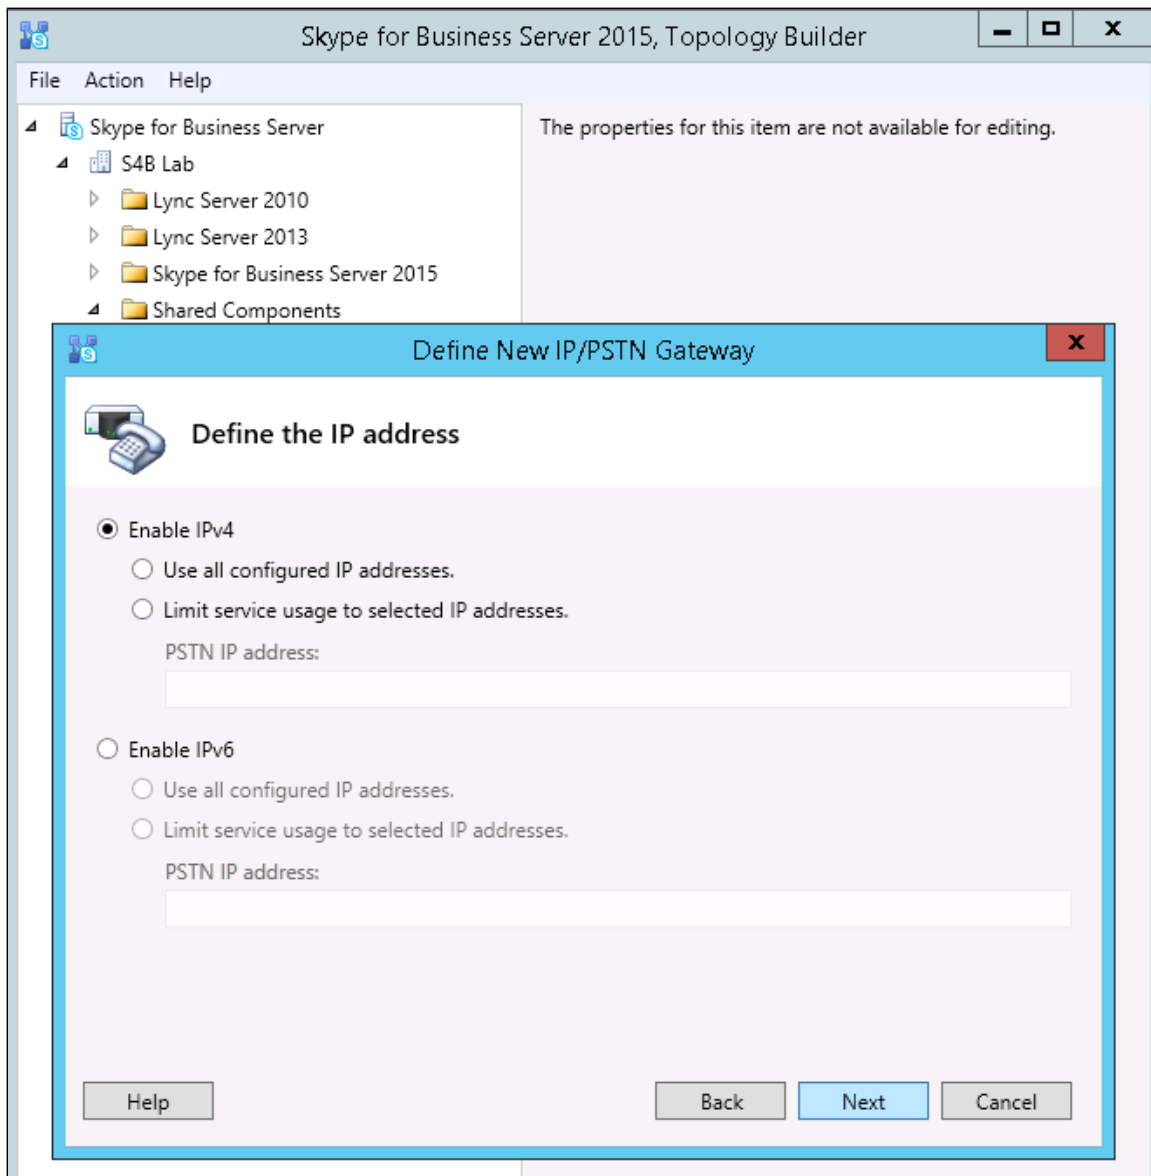 Skype for Business Server 2015, Topology Builder
File Action Help
Skype for Business Server
The properties for this item are not available for editing.
S4B Lab
Lync Server 2010
Lync Server 2013
Skype for Business Server 2015
Shared Components
Define New IP/PSTN Gateway
Define the IP address
Enable IPv4
Use all configured IP addresses.
Limit service usage to selected IP addresses.
PSTN IP address:
Enable IPv6
Use all configured IP addresses.
Limit service usage to selected IP addresses.
PSTN IP address:
Help Back Next Cancel